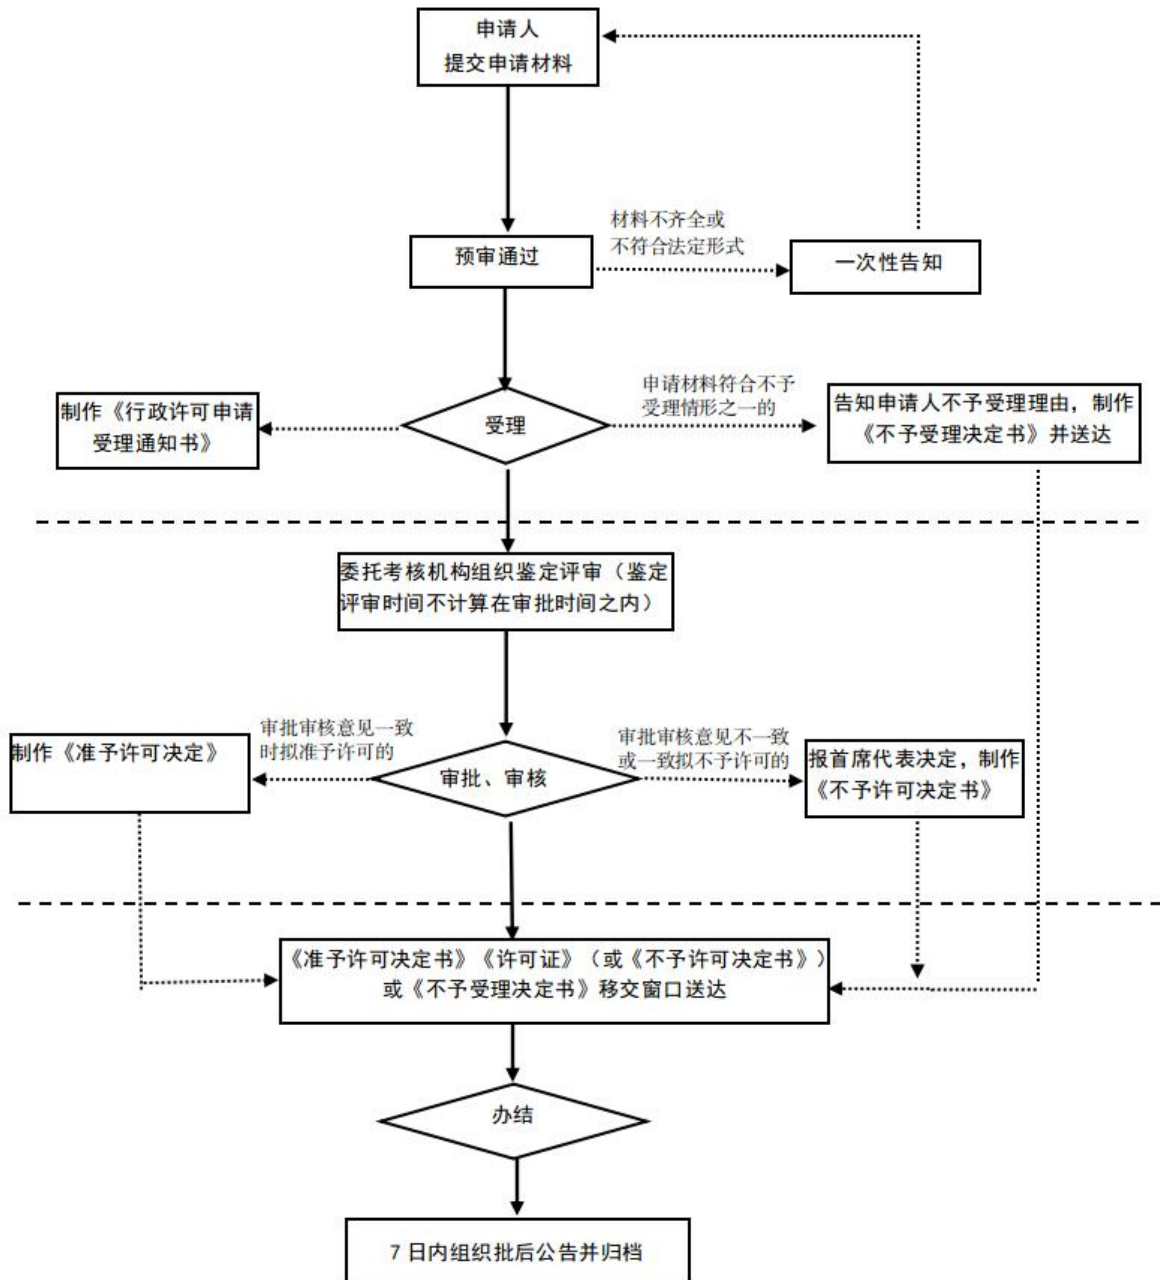 申请人
提交申请材料
材料不齐全或
不符合法定形式
预审通过
一次性告知
申请材料符合不予
受理情形之一的
制作《行政许可申请
受理通知书》
受理
告知申请人不予受理理由，制作
《不予受理决定书》并送达
委托考核机构组织鉴定评审（鉴定
评审时间不计算在审批时间之内）
审批审核意见一致
时拟准予许可的
审批审核意见不一致
或一致拟不予许可的
制作《准予许可决定》
审批、审核
报首席代表决定，制作
《不予许可决定书》
《准予许可决定书》《许可证》（或《不予许可决定书》）
或《不予受理决定书》移交窗口送达
办结
7 日内组织批后公告并归档